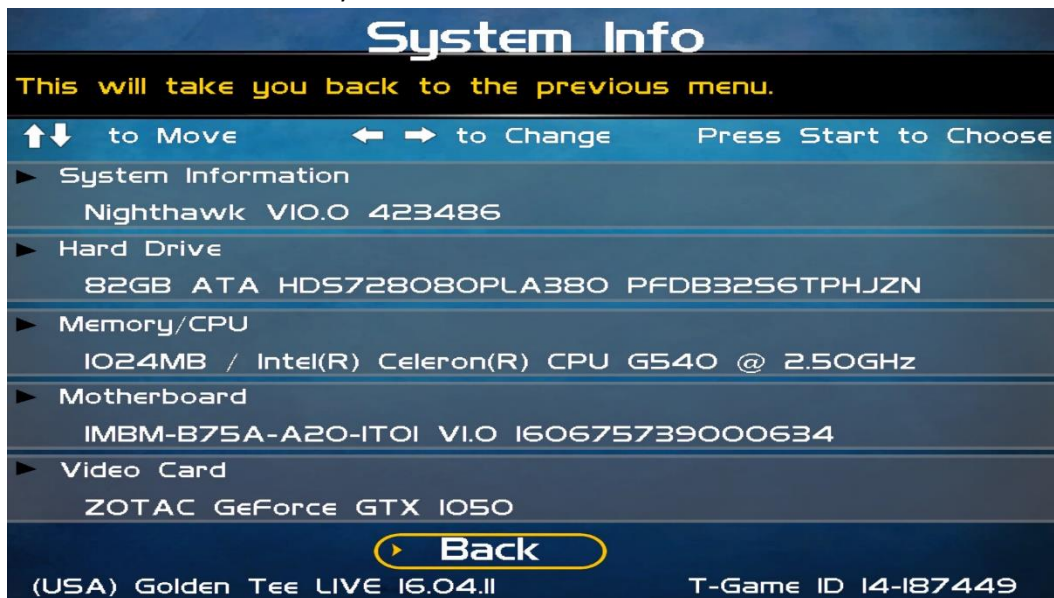 System Info
This will take you back to the previous menu.
to Move to Change Press Start to Choose
System Information
Nighthawk V10.0 423486
Hard Drive
82GB ATA HDS728080PLA380 PFDB32S6TPHJZN
Memory/CPU
1024MB / Intel(R) Celeron(R) CPU G540 @ 2.50GHz
Motherboard
IMBM-B75A-A20-IT01 V1.0 160675739000634
Video Card
ZOTAC GeForce GTX 1050
Back
(USA) Golden Tee LIVE 16.04.11 T-Game ID 14-187449